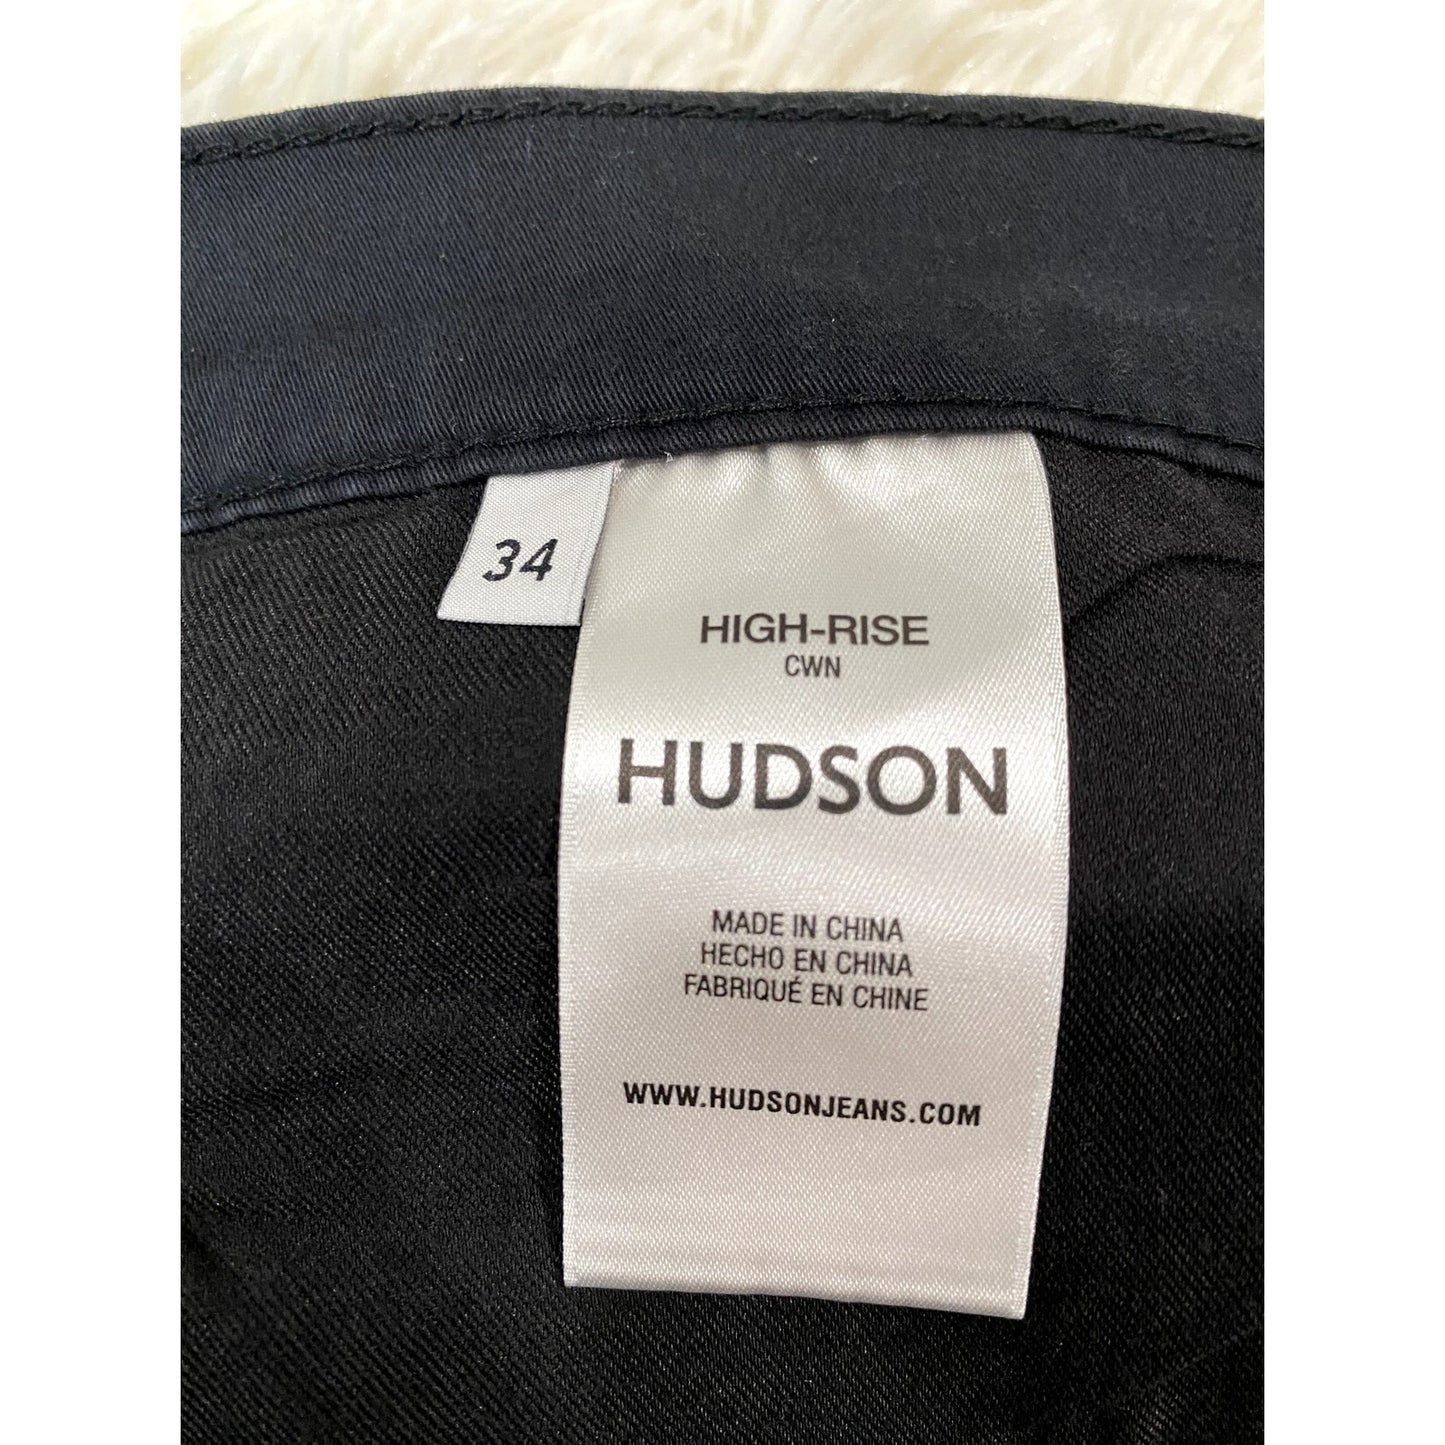 34
HIGH-RISE
CWN
HUDSON
MADE IN CHINA
HECHO EN CHINA
FABRIQUÉ EN CHINE
WWW.HUDSONJEANS.COM